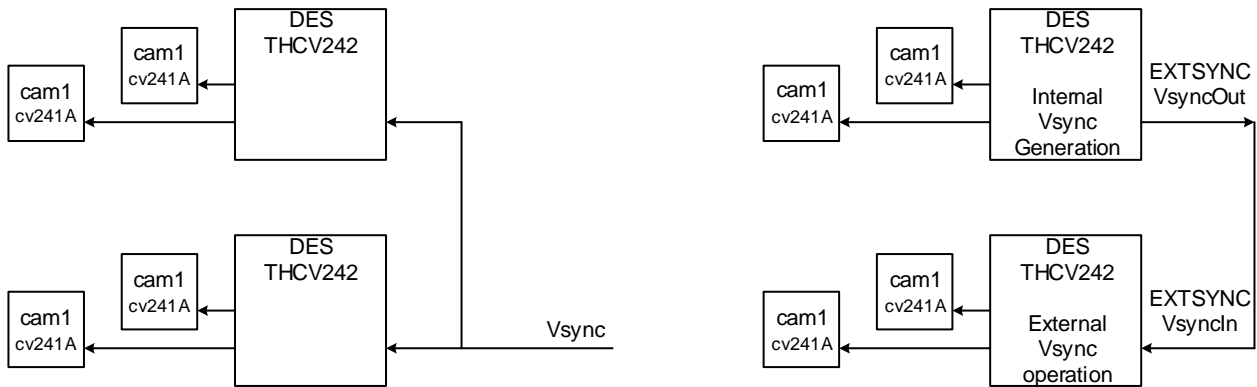 DES
THCV242
cam1
cv241A
cam1
cv241A
DES
THCV242
cam1
cv241A
cam1
cv241A
Vsync
DES
THCV242
Internal
Vsync
Generation
cam1
cv241A
cam1
cv241A
EXTSYNC
VsyncOut
DES
THCV242
External
Vsync
operation
cam1
cv241A
cam1
cv241A
EXTSYNC
VsyncIn